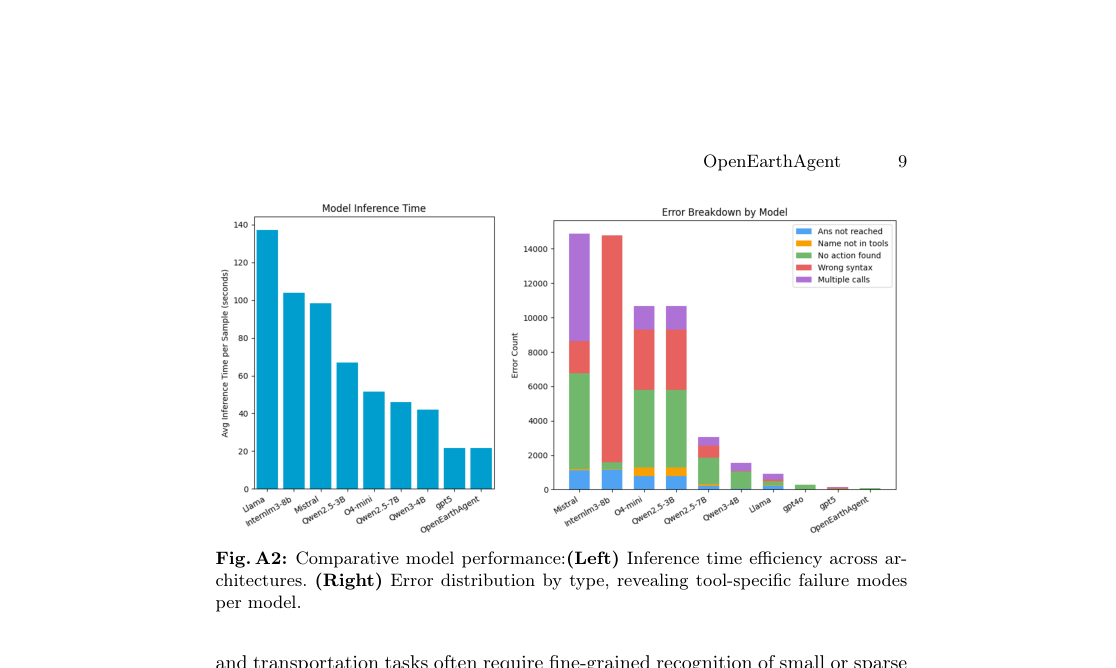 OpenEarthAgent 9
Model Inference Time
Avg Inference Time per Sample (seconds)
140
120
100
80
60
40
20
0
Llama
Internlm3-8b
Mistral
Qwen2.5-3B
O4-mini
Qwen2.5-7B
Qwen3-4B
gpt5
OpenEarthAgent
Error Breakdown by Model
Error Count
14000
12000
10000
8000
6000
4000
2000
0
Ans not reached
Name not in tools
No action found
Wrong syntax
Multiple calls
Mistral
Internlm3-8b
O4-mini
Qwen2.5-3B
Qwen2.5-7B
Qwen3-4B
Llama
gpt4o
gpt5
OpenEarthAgent
Fig. A2: Comparative model performance:(Left) Inference time efficiency across ar-
chitectures. (Right) Error distribution by type, revealing tool-specific failure modes
per model.
and transportation tasks often require fine-grained recognition of small or sparse